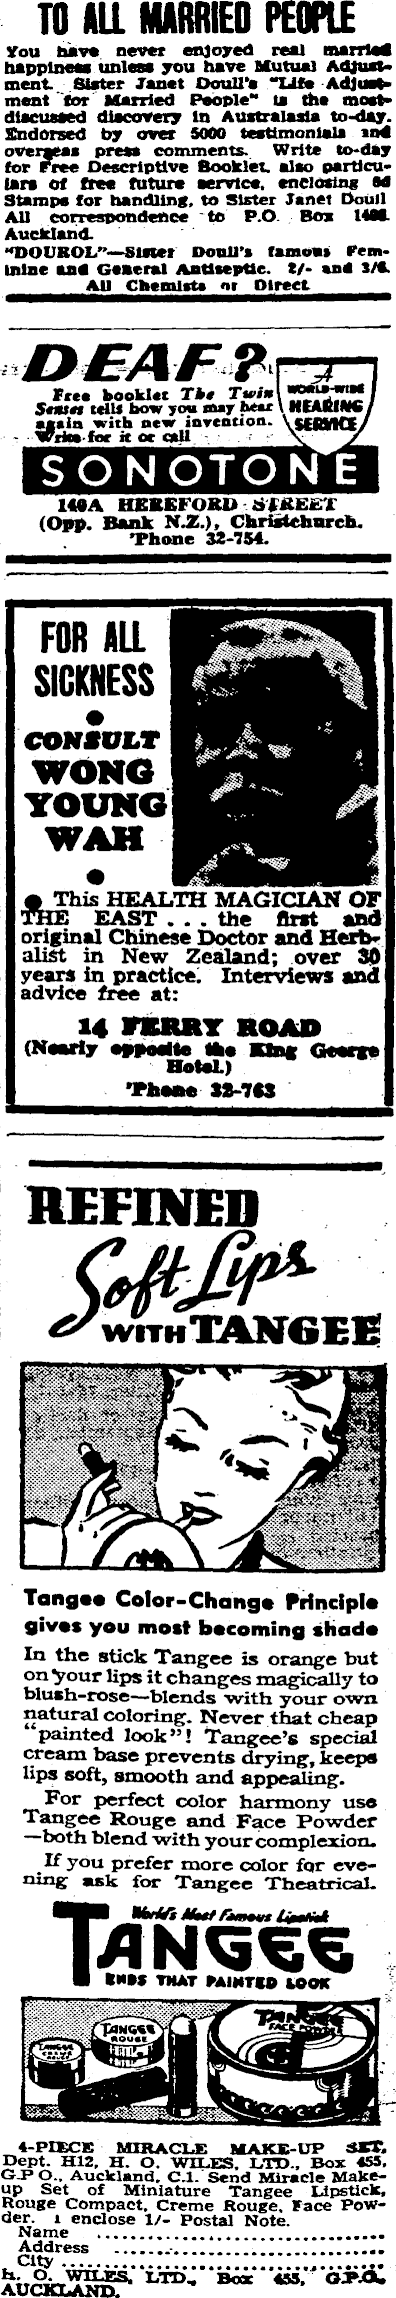 TO ALL MARRIED PEOPLE
You have never enjoyed real married
happiness unless you have Mutual Adjust-
ment. Sister Janet Doull's "Life Adjust-
ment for Married People" is the most-
discussed discovery in Australasia to-day.
Endorsed by over 5000 testimonials and
overseas press comments. Write to-day
for Free Descriptive Booklet, also particu-
lars of free future service, enclosing 6d
Stamps for handling, to Sister Janet Doull
All correspondence to P.O. Box 1406.
Auckland.
"DOUROL"—Sister Doull's famous Fem-
inine and General Antiseptic. 2/- and 3/6.
All Chemists or Direct
DEAF?
Free booklet The Twin
Senses tells how you may hear
again with new invention.
Write for it or call
A
WORLD-WIDE
HEARING
SERVICE
SONOTONE
140A HEREFORD STREET
(Opp. Bank N.Z.), Christchurch.
'Phone 32-754.
FOR ALL
SICKNESS
●
CONSULT
WONG
YOUNG
WAH
●
● This HEALTH MAGICIAN OF
THE EAST . . . the first and
original Chinese Doctor and Herb-
alist in New Zealand; over 30
years in practice. Interviews and
advice free at:
14 FERRY ROAD
(Nearly opposite the King George
Hotel.)
'Phone 32-763
REFINED
Soft Lips
WITH TANGEE
Tangee Color-Change Principle
gives you most becoming shade
In the stick Tangee is orange but
on your lips it changes magically to
blush-rose—blends with your own
natural coloring. Never that cheap
"painted look"! Tangee's special
cream base prevents drying, keeps
lips soft, smooth and appealing.
For perfect color harmony use
Tangee Rouge and Face Powder
—both blend with your complexion.
If you prefer more color for eve-
ning ask for Tangee Theatrical.
World's Most Famous Lipstick
TANGEE
ENDS THAT PAINTED LOOK
TANGEE
CREME
ROUGE
TANGEE
ROUGE
TANGEE
FACE POWDER
4-PIECE MIRACLE MAKE-UP SET,
Dept. H12, H. O. WILES, LTD., Box 455,
G.P O., Auckland, C.1. Send Miracle Make-
up Set of Miniature Tangee Lipstick,
Rouge Compact, Creme Rouge, Face Pow-
der. I enclose 1/- Postal Note.
Name ....................
Address ....................
City ....................
H. O. WILES, LTD., Box 455, G.P.O.,
AUCKLAND.